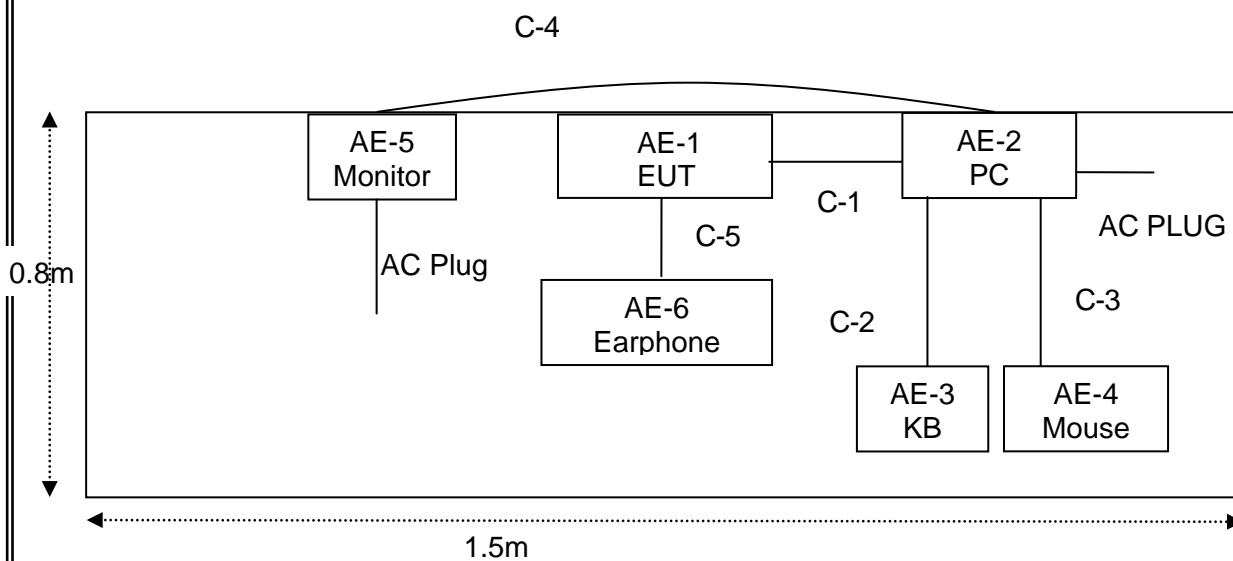 C-4
AE-5
Monitor
AE-1
EUT
AE-2
PC
C-1
AC PLUG
C-5
AC Plug
0.8m
AE-6
Earphone
C-2
C-3
AE-3
KB
AE-4
Mouse
1.5m